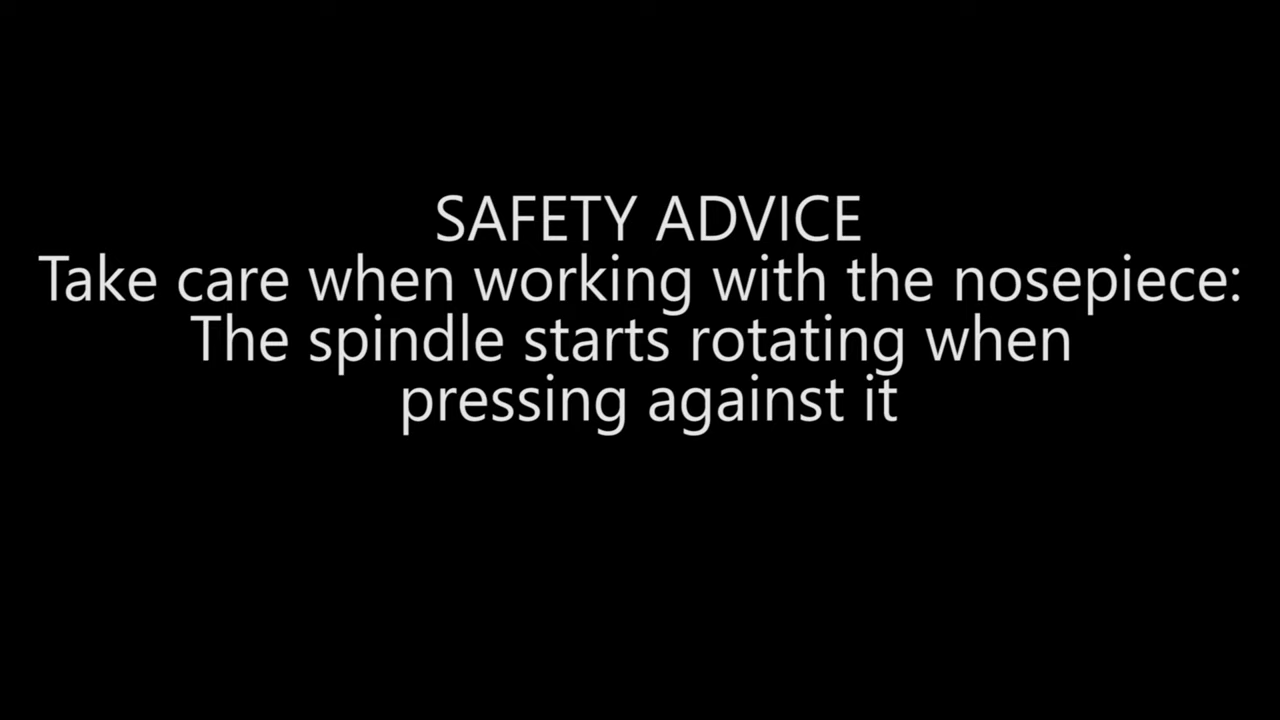 SAFETY ADVICE
Take care when working with the nosepiece:
The spindle starts rotating when
pressing against it